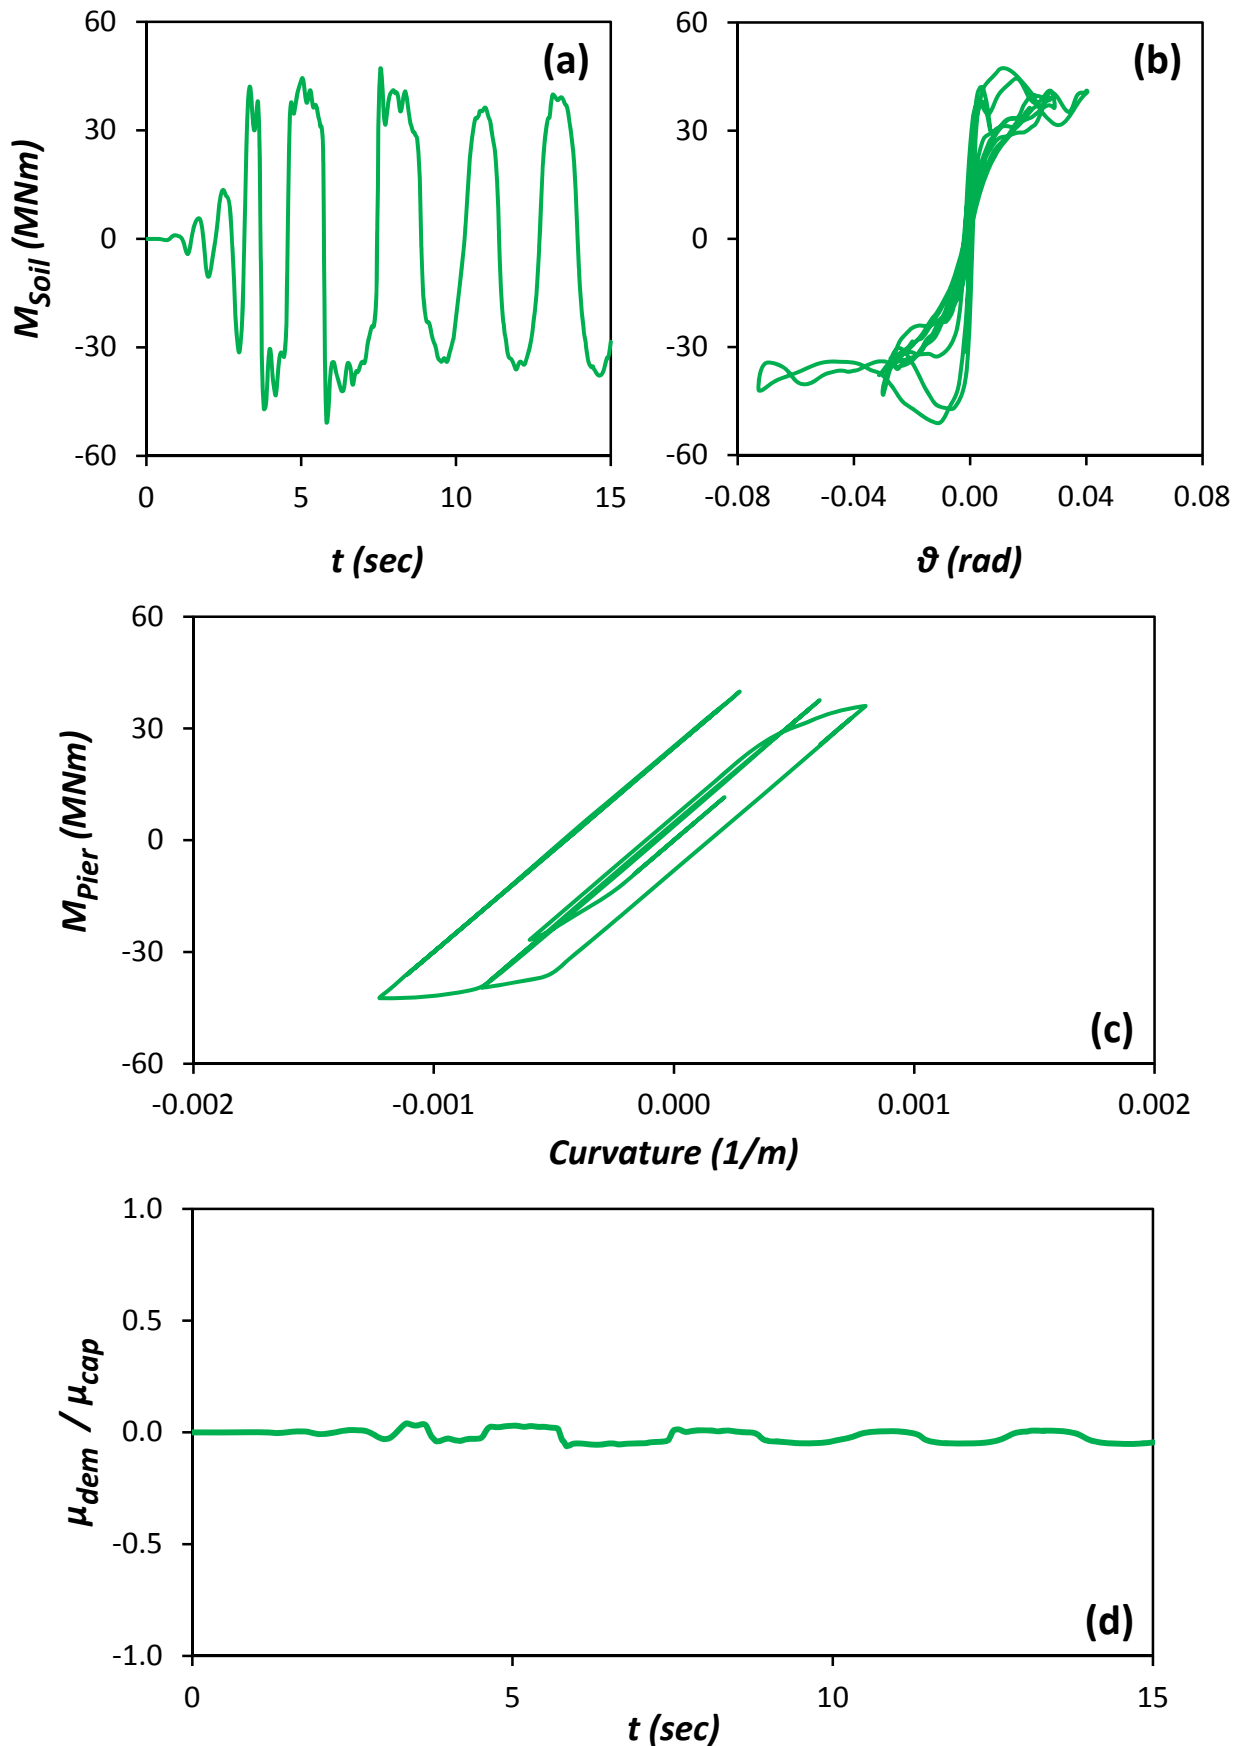 60
30
0
-30
-60
M_Soil (MNm)
(a)
0 5 10 15
t (sec)
60
30
0
-30
-60
(b)
-0.08 -0.04 0.00 0.04 0.08
ϑ (rad)
60
30
0
-30
-60
M_Pier (MNm)
(c)
-0.002 -0.001 0.000 0.001 0.002
Curvature (1/m)
1.0
0.5
0.0
-0.5
-1.0
μ_dem / μ_cap
(d)
0 5 10 15
t (sec)